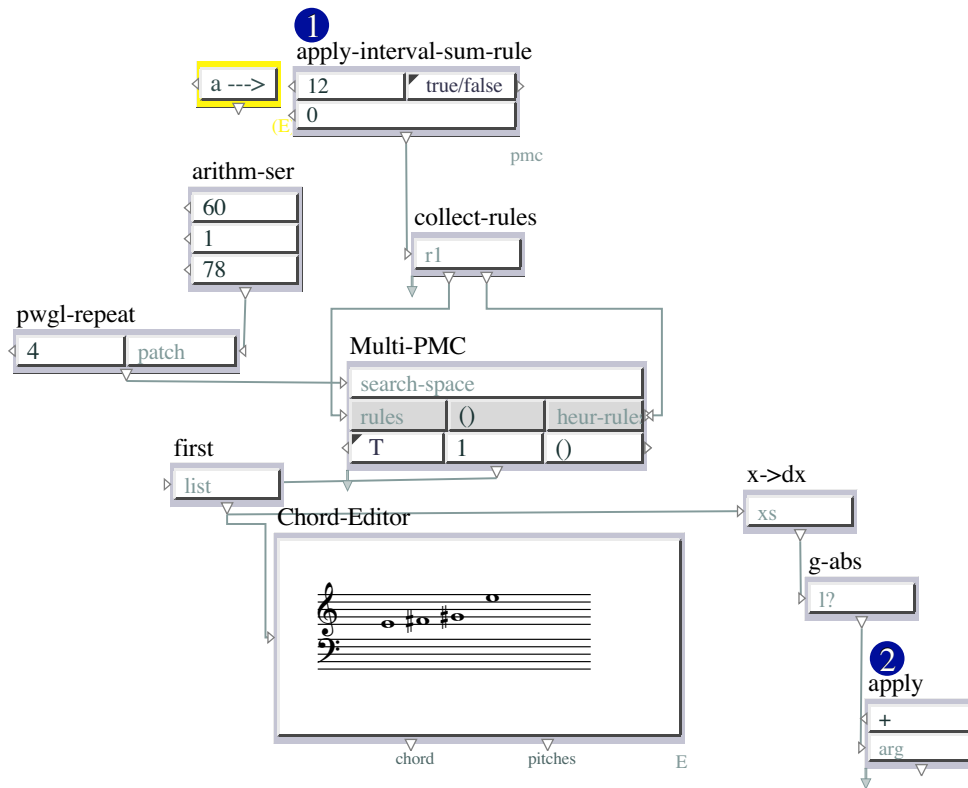 1
apply-interval-sum-rule
a --->
12
true/false
(E
0
pmc
arithm-ser
60
1
78
collect-rules
r1
pwgl-repeat
4
patch
Multi-PMC
search-space
rules
()
heur-rules
T
1
()
first
list
x->dx
xs
Chord-Editor
g-abs
l?
2
apply
+
arg
chord
pitches
E